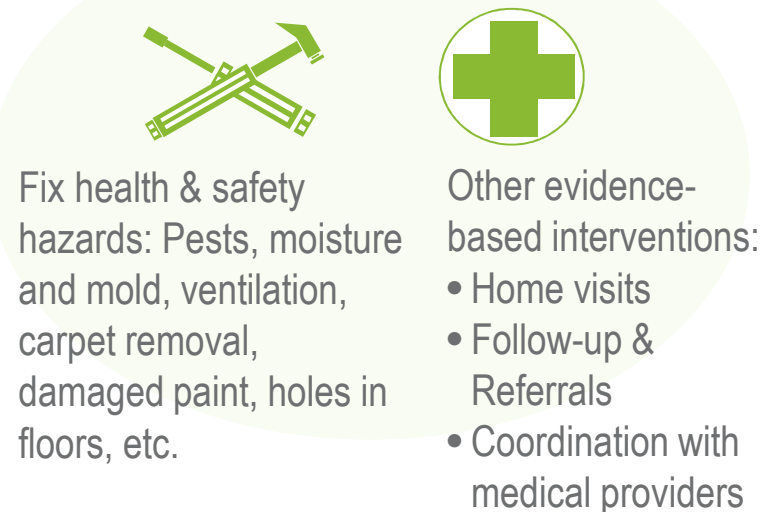 Fix health & safety
hazards: Pests, moisture
and mold, ventilation,
carpet removal,
damaged paint, holes in
floors, etc.
Other evidence-
based interventions:
• Home visits
• Follow-up &
Referrals
• Coordination with
medical providers